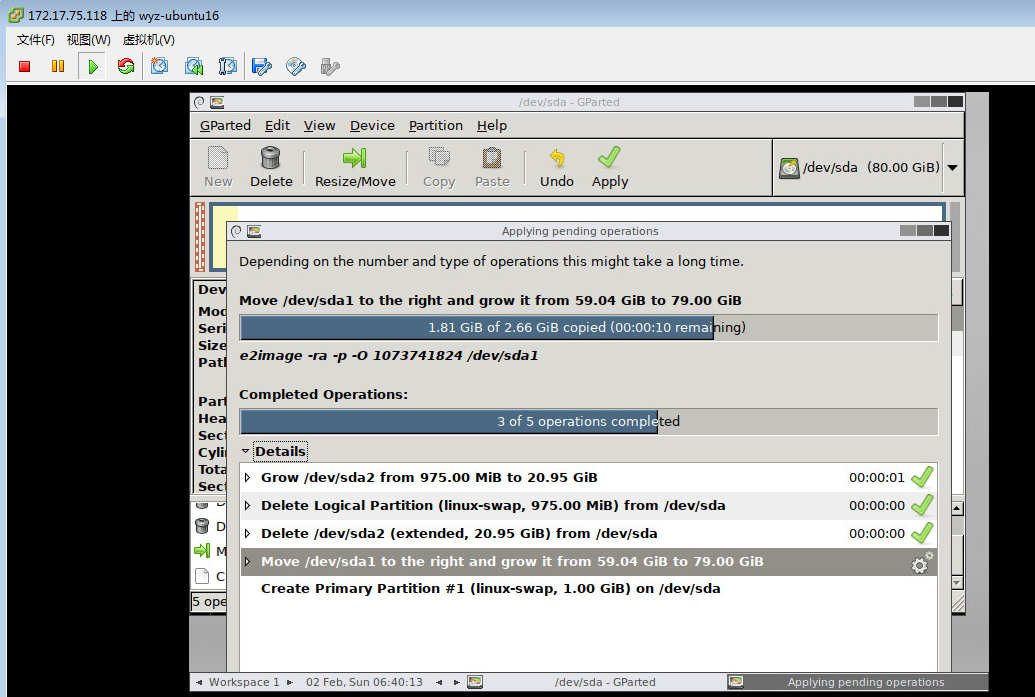 172.17.75.118 上的 wyz-ubuntu16
文件(F) 视图(W) 虚拟机(V)
/dev/sda - GParted
GParted Edit View Device Partition Help
New Delete Resize/Move Copy Paste Undo Apply /dev/sda (80.00 GiB)
Applying pending operations
Depending on the number and type of operations this might take a long time.
Dev
Move /dev/sda1 to the right and grow it from 59.04 GiB to 79.00 GiB
Mod
Seri
1.81 GiB of 2.66 GiB copied (00:00:10 remaining)
Size
e2image -ra -p -O 1073741824 /dev/sda1
Path
Completed Operations:
Part
Hea
3 of 5 operations completed
Sect
Cyli
Details
Tota
Sect
Grow /dev/sda2 from 975.00 MiB to 20.95 GiB 00:00:01
Delete Logical Partition (linux-swap, 975.00 MiB) from /dev/sda 00:00:00
D
Delete /dev/sda2 (extended, 20.95 GiB) from /dev/sda 00:00:00
M
Move /dev/sda1 to the right and grow it from 59.04 GiB to 79.00 GiB
C
Create Primary Partition #1 (linux-swap, 1.00 GiB) on /dev/sda
5 ope
Workspace 1 02 Feb, Sun 06:40:13 /dev/sda - GParted Applying pending operations